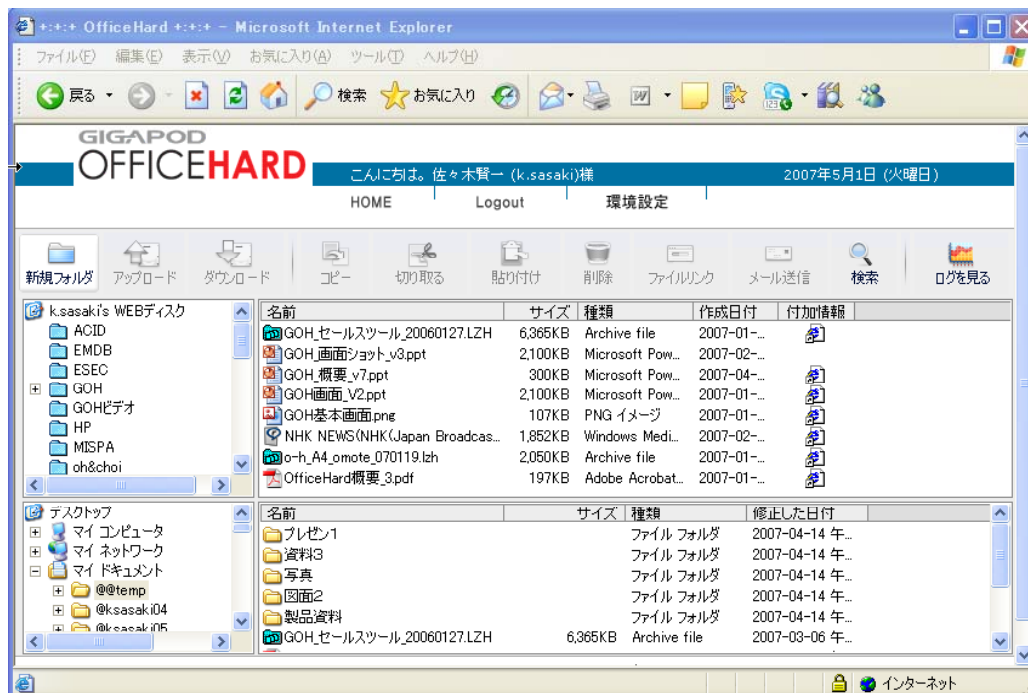 +:+:+ OfficeHard +:+:+ - Microsoft Internet Explorer
ファイル(F) 編集(E) 表示(V) お気に入り(A) ツール(T) ヘルプ(H)
戻る 検索 お気に入り
GIGAPOD
OFFICEHARD
こんにちは。佐々木賢一 (k.sasaki)様 2007年5月1日 (火曜日)
HOME Logout 環境設定
新規フォルダ アップロード ダウンロード コピー 切り取る 貼り付け 削除 ファイルリンク メール送信 検索 ログを見る
k.sasaki's WEBディスク
ACID
EMDB
ESEC
GOH
GOHビデオ
HP
MISPA
oh&choi
名前 サイズ 種類 作成日付 付加情報
GOH_セールスツール_20060127.LZH 6,365KB Archive file 2007-01-...
GOH_画面ショット_v3.ppt 2,100KB Microsoft Pow... 2007-02-...
GOH_概要_v7.ppt 300KB Microsoft Pow... 2007-04-...
GOH画面_V2.ppt 2,100KB Microsoft Pow... 2007-01-...
GOH基本画面.png 107KB PNG イメージ 2007-01-...
NHK NEWS(NHK(Japan Broadcas... 1,852KB Windows Medi... 2007-02-...
o-h_A4_omote_070119.lzh 2,050KB Archive file 2007-01-...
OfficeHard概要_3.pdf 197KB Adobe Acrobat... 2007-01-...
デスクトップ
マイ コンピュータ
マイ ネットワーク
マイ ドキュメント
@@temp
@ksasaki04
@ksasaki05
名前 サイズ 種類 修正した日付
プレゼン1 ファイル フォルダ 2007-04-14 午...
資料3 ファイル フォルダ 2007-04-14 午...
写真 ファイル フォルダ 2007-04-14 午...
図面2 ファイル フォルダ 2007-04-14 午...
製品資料 ファイル フォルダ 2007-04-14 午...
GOH_セールスツール_20060127.LZH 6,365KB Archive file 2007-03-06 午...
インターネット